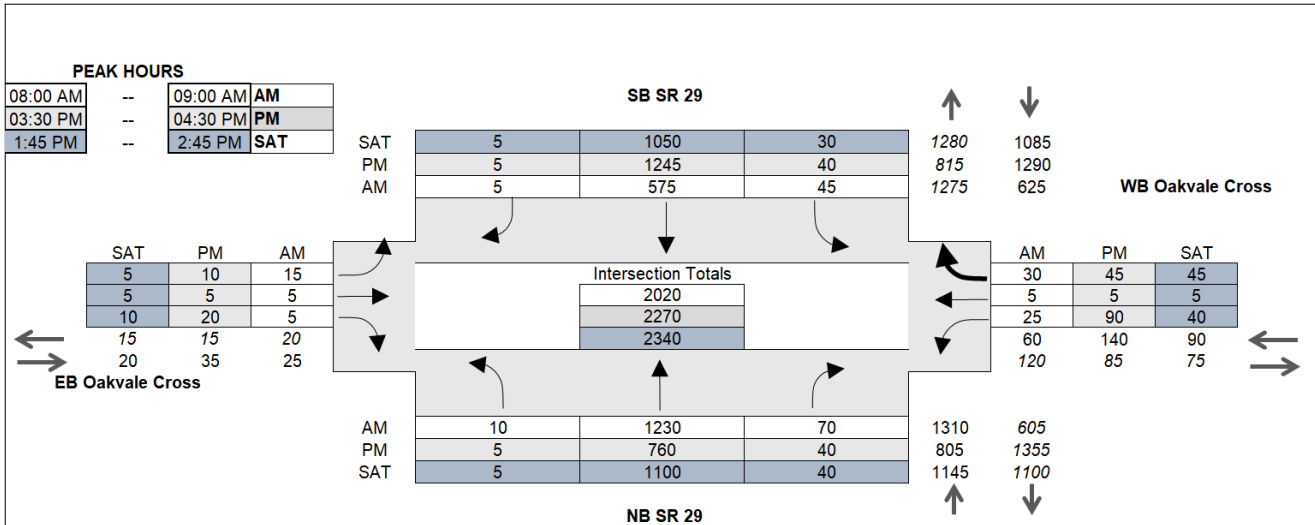 PEAK HOURS
08:00 AM -- 09:00 AM AM
03:30 PM -- 04:30 PM PM
1:45 PM -- 2:45 PM SAT
SB SR 29
SAT 5 1050 30 1280 1085
PM 5 1245 40 815 1290
AM 5 575 45 1275 625
WB Oakvale Cross
SAT PM AM
5 10 15
5 5 5
10 20 5
15 15 20
20 35 25
EB Oakvale Cross
Intersection Totals
2020
2270
2340
AM PM SAT
30 45 45
5 5 5
25 90 40
60 140 90
120 85 75
AM 10 1230 70 1310 605
PM 5 760 40 805 1355
SAT 5 1100 40 1145 1100
NB SR 29